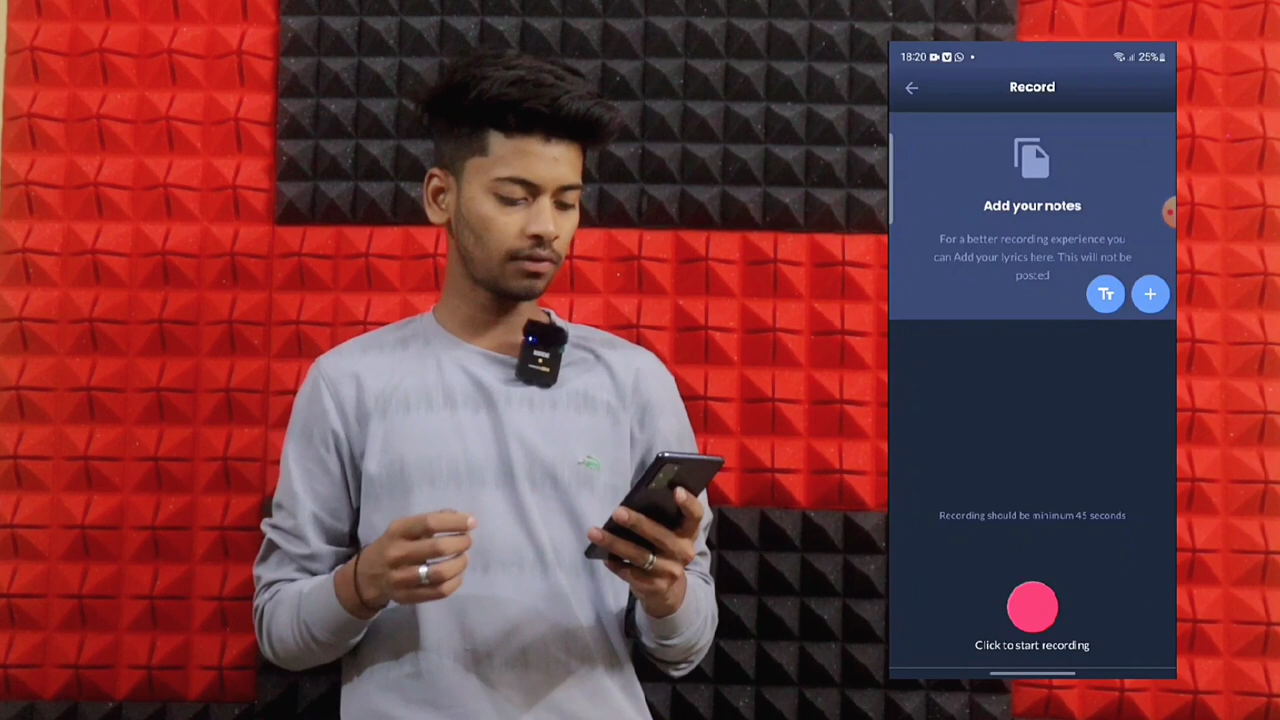 18:20
25%
Record
Add your notes
For a better recording experience you
can Add your lyrics here. This will not be
posted
Tт
Recording should be minimum 45 seconds
Click to start recording